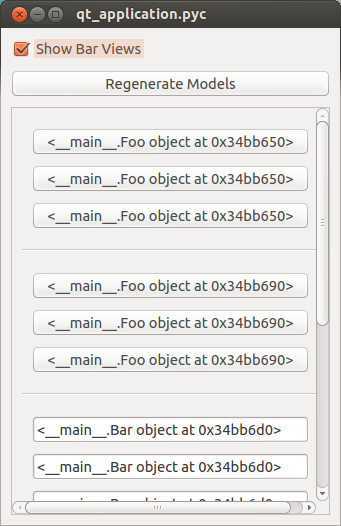 qt_application.pyc
Show Bar Views
Regenerate Models
<__main__.Foo object at 0x34bb650>
<__main__.Foo object at 0x34bb650>
<__main__.Foo object at 0x34bb650>
<__main__.Foo object at 0x34bb690>
<__main__.Foo object at 0x34bb690>
<__main__.Foo object at 0x34bb690>
<__main__.Bar object at 0x34bb6d0>
<__main__.Bar object at 0x34bb6d0>